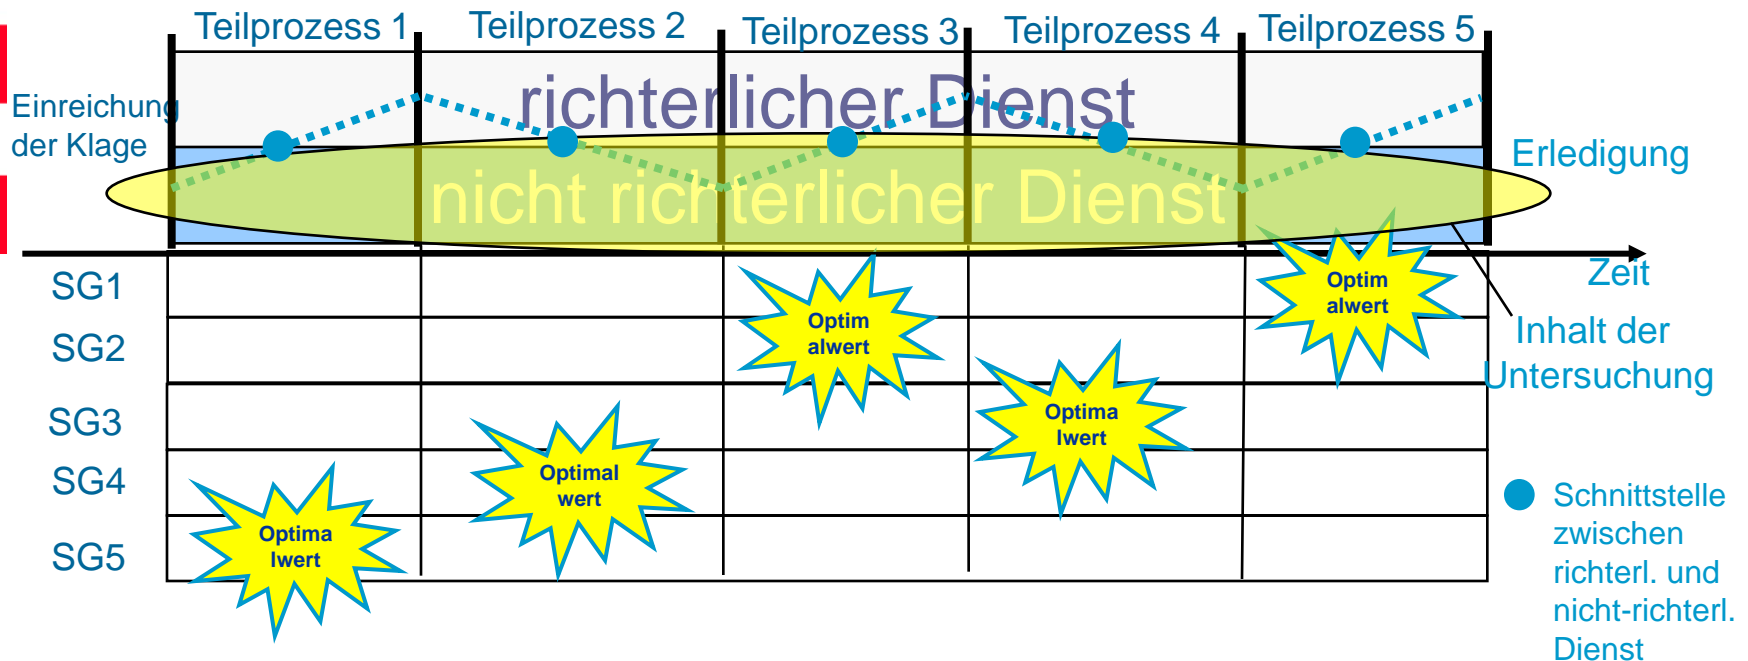 Teilprozess 1
Teilprozess 2
Teilprozess 3
Teilprozess 4
Teilprozess 5
Einreichung
der Klage
richterlicher Dienst
nicht richterlicher Dienst
Erledigung
Zeit
Inhalt der
Untersuchung
SG1
SG2
SG3
SG4
SG5
Optima
lwert
Optimal
wert
Optim
alwert
Optima
lwert
Optim
alwert
Schnittstelle
zwischen
richterl. und
nicht-richterl.
Dienst